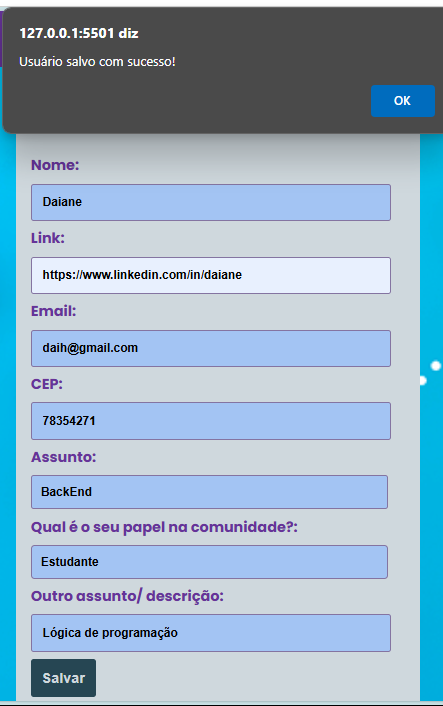 127.0.0.1:5501 diz
Usuário salvo com sucesso!
OK
Nome:
Daiane
Link:
https://www.linkedin.com/in/daiane
Email:
daih@gmail.com
CEP:
78354271
Assunto:
BackEnd
Qual é o seu papel na comunidade?:
Estudante
Outro assunto/ descrição:
Lógica de programação
Salvar